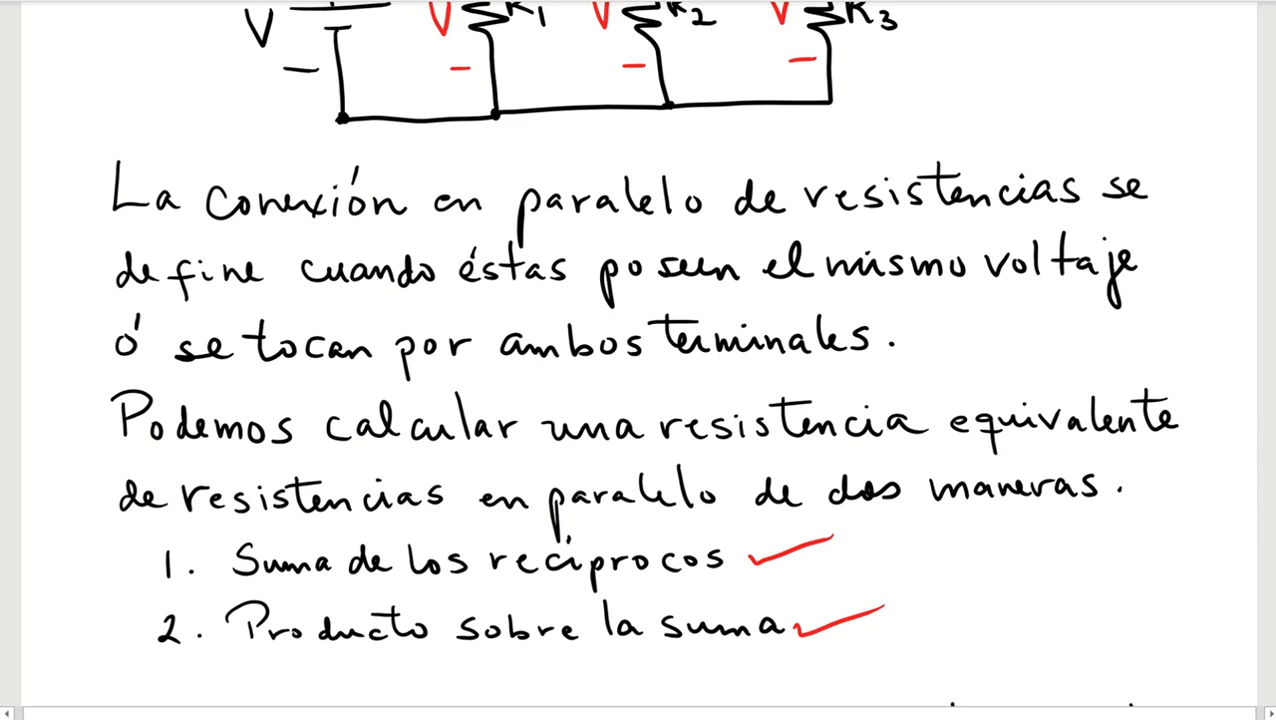 V V R1 V R2 V R3
− − − −
La conexión en paralelo de resistencias se
define cuando éstas poseen el mismo voltaje
ó se tocan por ambos terminales.
Podemos calcular una resistencia equivalente
de resistencias en paralelo de dos maneras.
1. Suma de los recíprocos ✓
2. Producto sobre la suma ✓